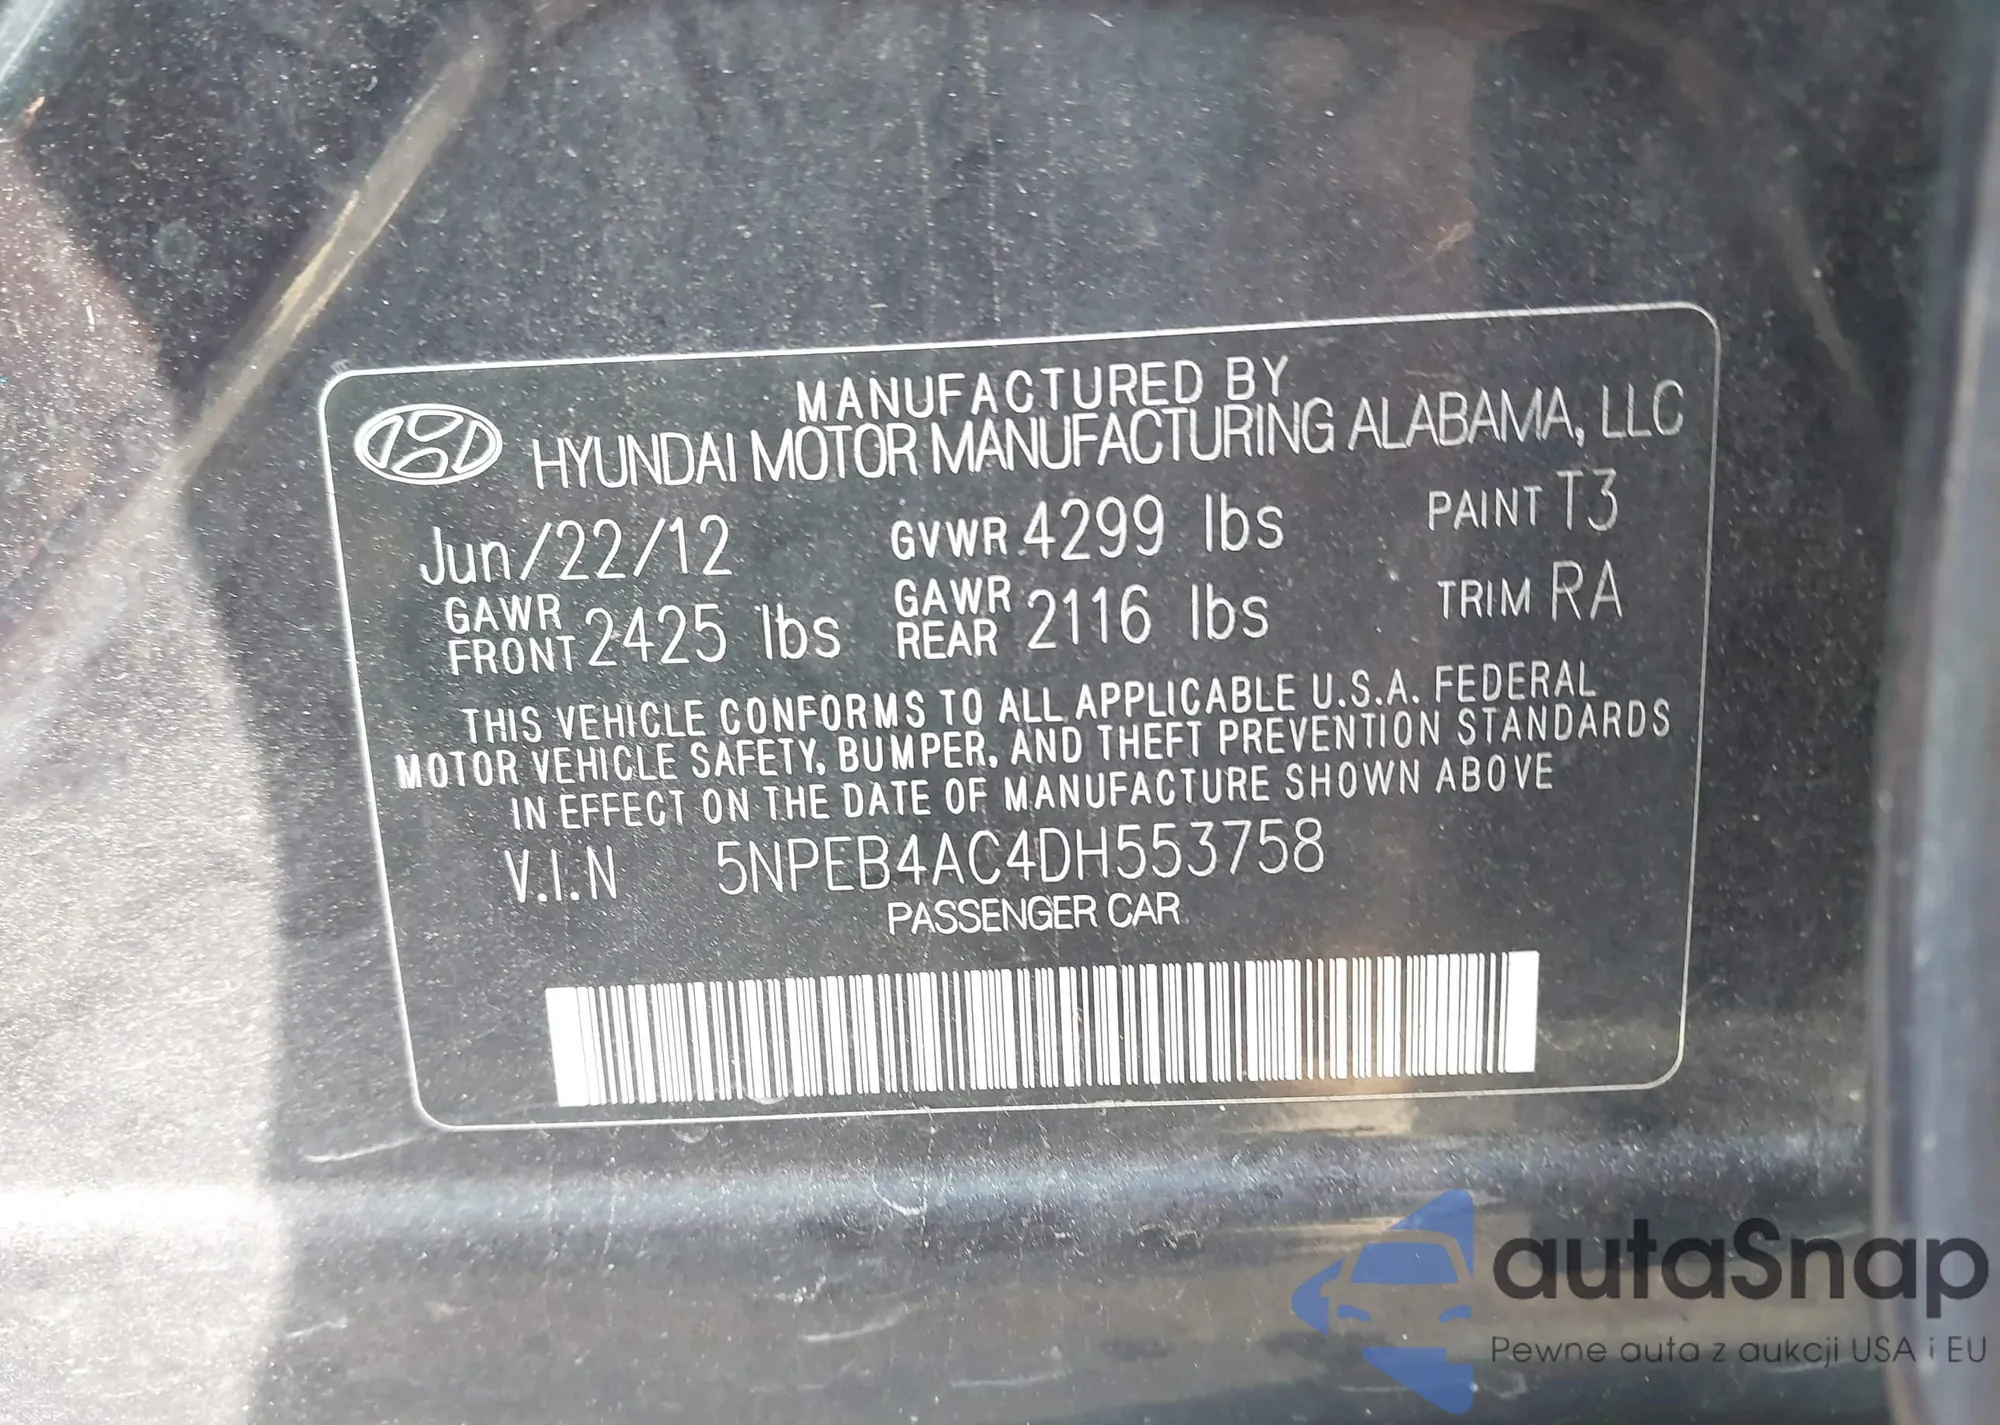 MANUFACTURED BY
HYUNDAI MOTOR MANUFACTURING ALABAMA, LLC
Jun/22/12 GVWR 4299 lbs PAINT T3
GAWR FRONT 2425 lbs GAWR REAR 2116 lbs TRIM RA
THIS VEHICLE CONFORMS TO ALL APPLICABLE U.S.A. FEDERAL
MOTOR VEHICLE SAFETY, BUMPER, AND THEFT PREVENTION STANDARDS
IN EFFECT ON THE DATE OF MANUFACTURE SHOWN ABOVE
V.I.N 5NPEB4AC4DH553758
PASSENGER CAR
autaSnap
Pewne auta z aukcji USA i EU